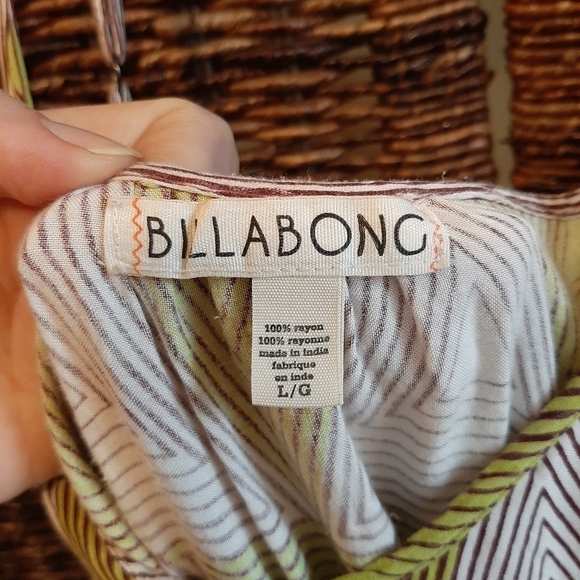 BILLABONG
100% rayon
100% rayonne
made in india
fabrique
en inde
L/G